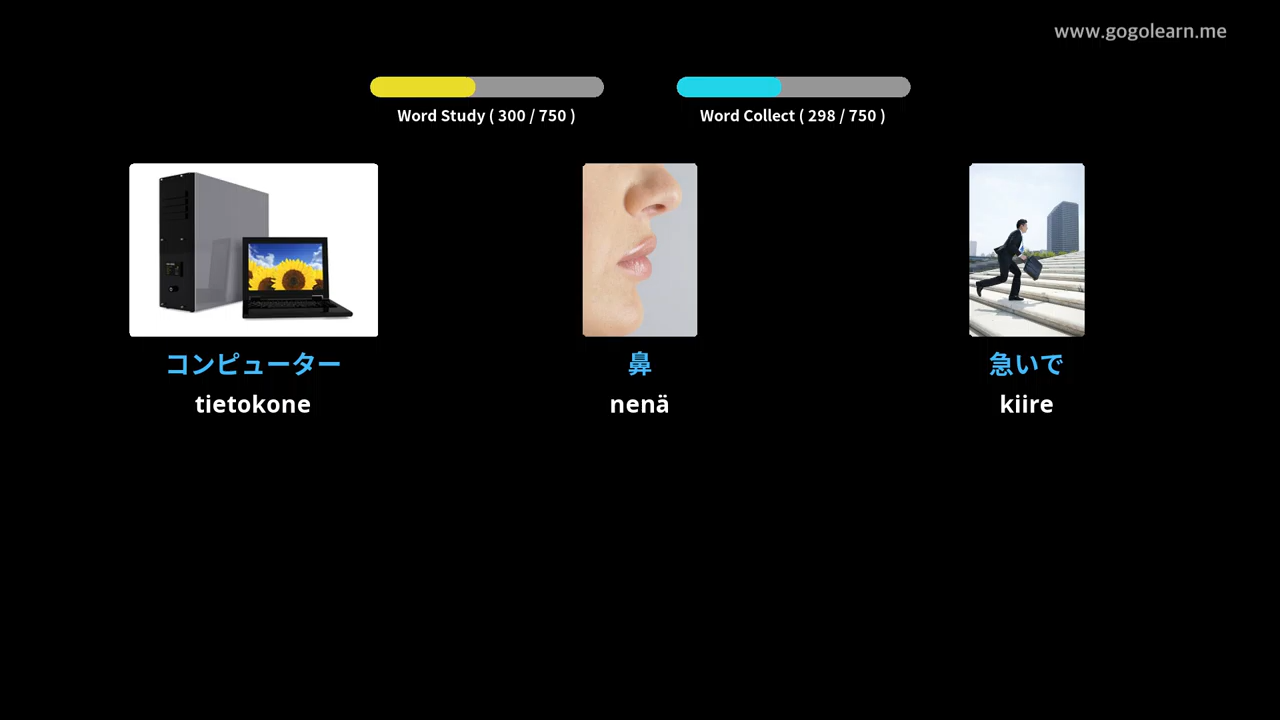 www.gogolearn.me
Word Study ( 300 / 750 )
Word Collect ( 298 / 750 )
コンピューター
tietokone
鼻
nenä
急いで
kiire